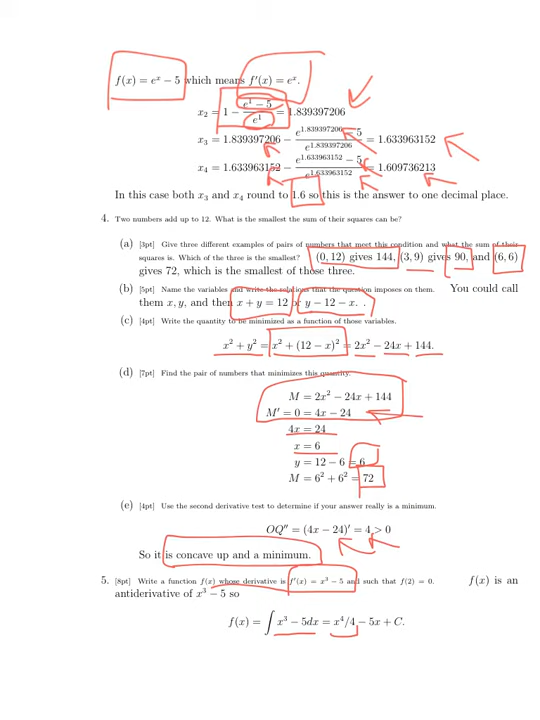 f(x) = e^x − 5 which means f′(x) = e^x.
x_2 = 1 − (e^1 − 5)/e^1 = 1.839397206
x_3 = 1.839397206 − (e^1.839397206 − 5)/e^1.839397206 = 1.633963152
x_4 = 1.633963152 − (e^1.633963152 − 5)/e^1.633963152 = 1.609736213
In this case both x_3 and x_4 round to 1.6 so this is the answer to one decimal place.
4. Two numbers add up to 12. What is the smallest the sum of their squares can be?
(a) [3pt] Give three different examples of pairs of numbers that meet this condition and what the sum of their
squares is. Which of the three is the smallest? (0, 12) gives 144, (3, 9) gives 90, and (6, 6)
gives 72, which is the smallest of those three.
(b) [5pt] Name the variables and write the relations that the question imposes on them. You could call
them x, y, and then x + y = 12 or y − 12 − x. .
(c) [4pt] Write the quantity to be minimized as a function of those variables.
x^2 + y^2 = x^2 + (12 − x)^2 = 2x^2 − 24x + 144.
(d) [7pt] Find the pair of numbers that minimizes this quantity.
M = 2x^2 − 24x + 144
M′ = 0 = 4x − 24
4x = 24
x = 6
y = 12 − 6 = 6
M = 6^2 + 6^2 = 72
(e) [4pt] Use the second derivative test to determine if your answer really is a minimum.
OQ″ = (4x − 24)′ = 4 > 0
So it is concave up and a minimum.
5. [8pt] Write a function f(x) whose derivative is f′(x) = x^3 − 5 and such that f(2) = 0. f(x) is an
antiderivative of x^3 − 5 so
f(x) = ∫ x^3 − 5dx = x^4/4 − 5x + C.